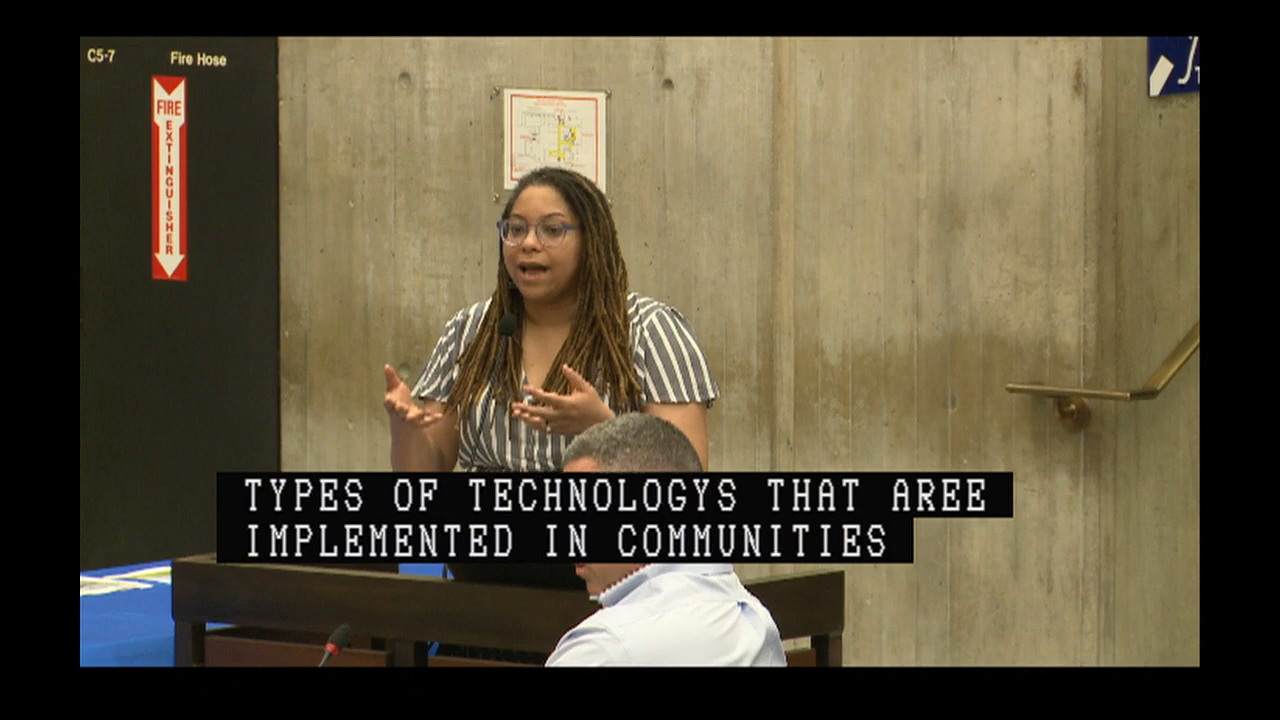 C5-7 Fire Hose
FIRE
EXTINGUISHER
TYPES OF TECHNOLOGYS THAT AREE
IMPLEMENTED IN COMMUNITIES